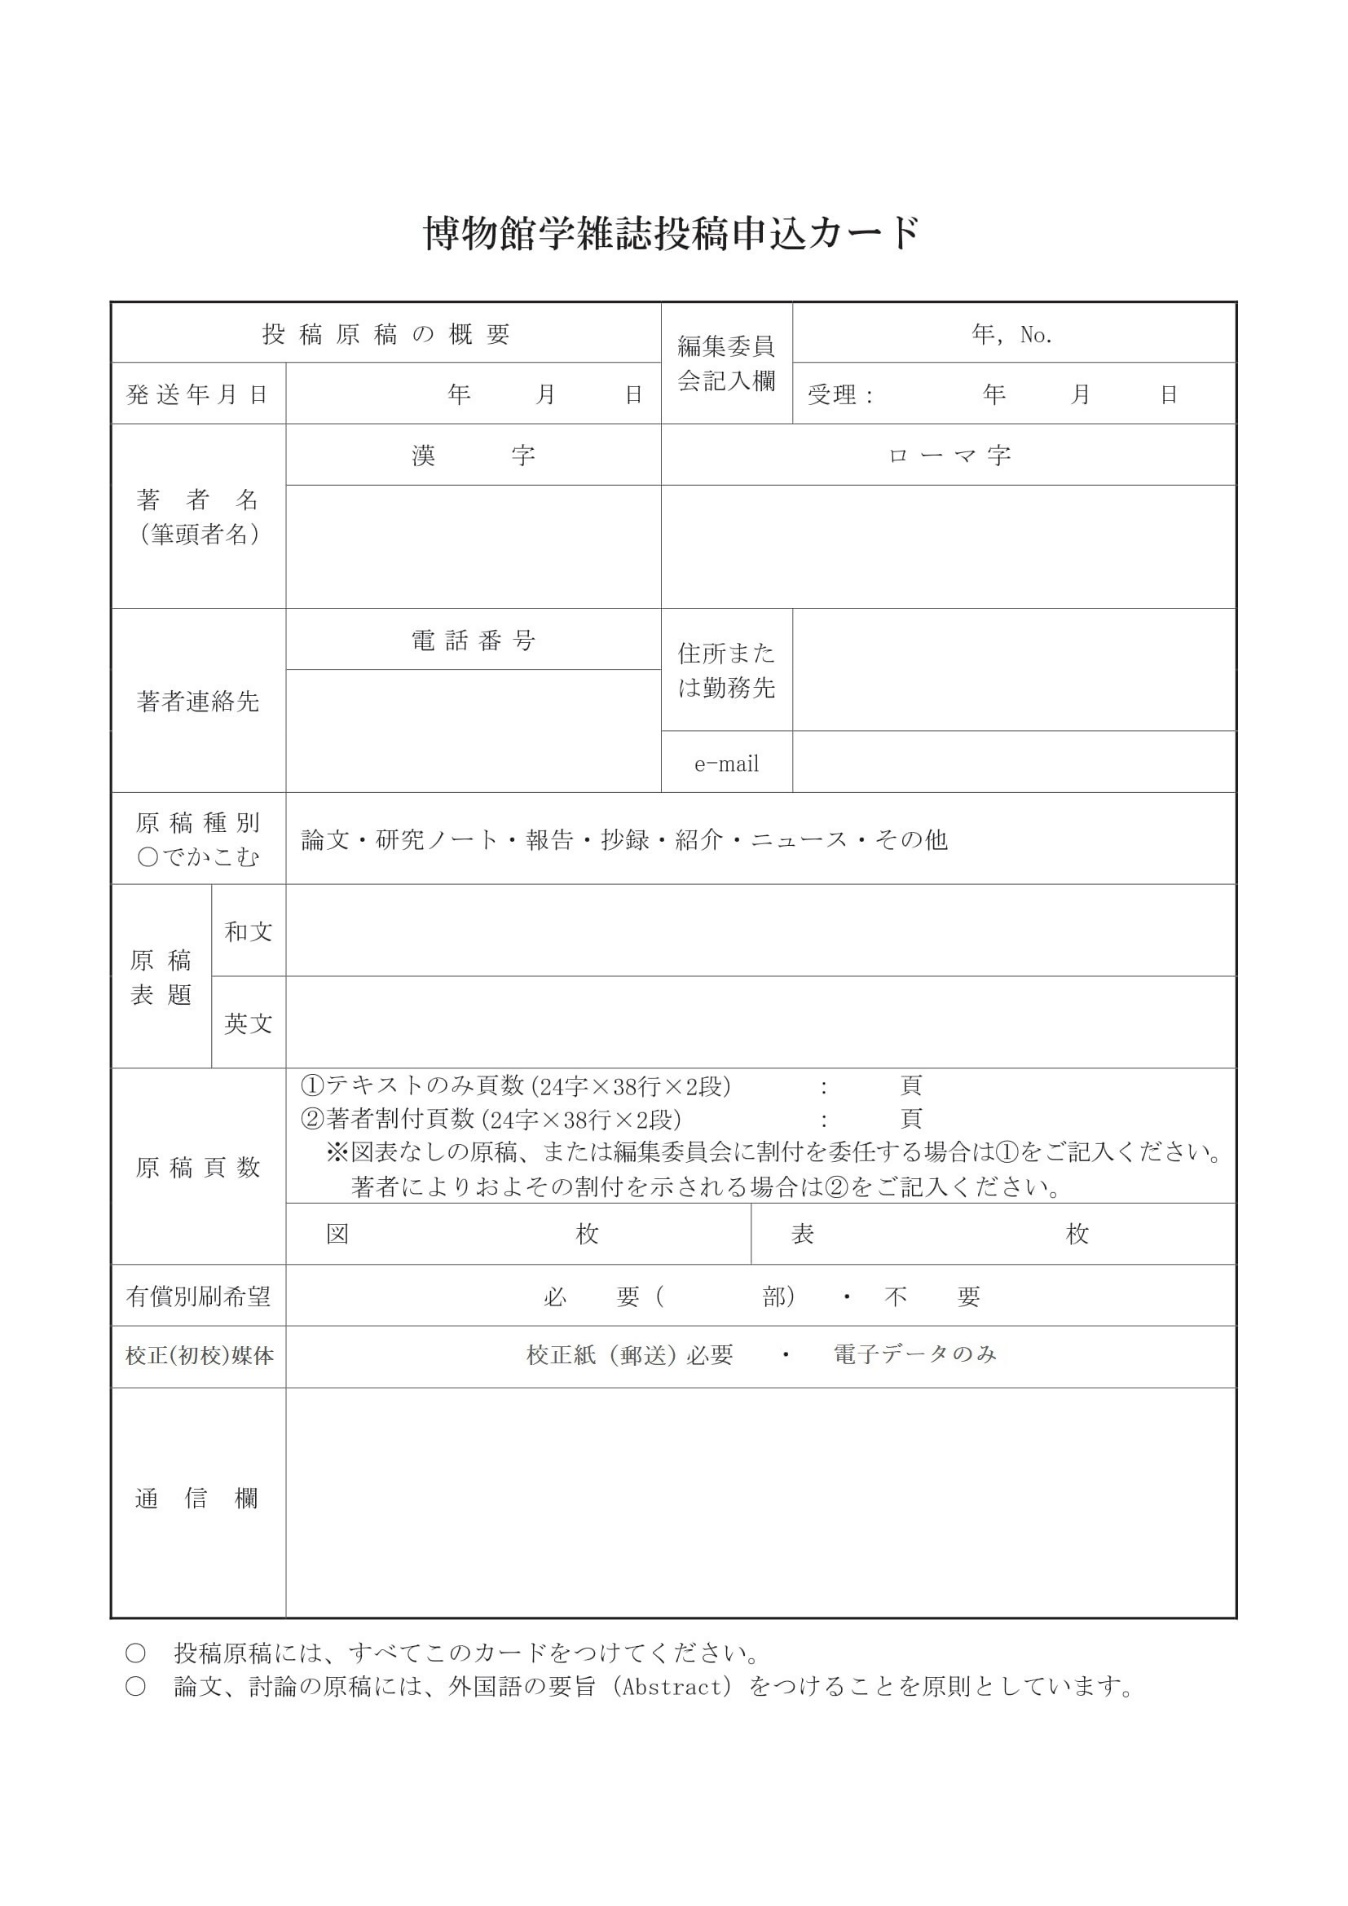 博物館学雑誌投稿申込カード
投稿原稿の概要
編集委員
会記入欄
年, No.
発送年月日
年 月 日
受理： 年 月 日
著者名
（筆頭者名）
漢字
ローマ字
著者連絡先
電話番号
住所また
は勤務先
e-mail
原稿種別
○でかこむ
論文・研究ノート・報告・抄録・紹介・ニュース・その他
原稿
表題
和文
英文
原稿頁数
①テキストのみ頁数(24字×38行×2段) ： 頁
②著者割付頁数(24字×38行×2段) ： 頁
※図表なしの原稿、または編集委員会に割付を委任する場合は①をご記入ください。
著者によりおよその割付を示される場合は②をご記入ください。
図 枚
表 枚
有償別刷希望
必要（ 部） ・ 不要
校正(初校)媒体
校正紙（郵送）必要 ・ 電子データのみ
通信欄
○ 投稿原稿には、すべてこのカードをつけてください。
○ 論文、討論の原稿には、外国語の要旨（Abstract）をつけることを原則としています。